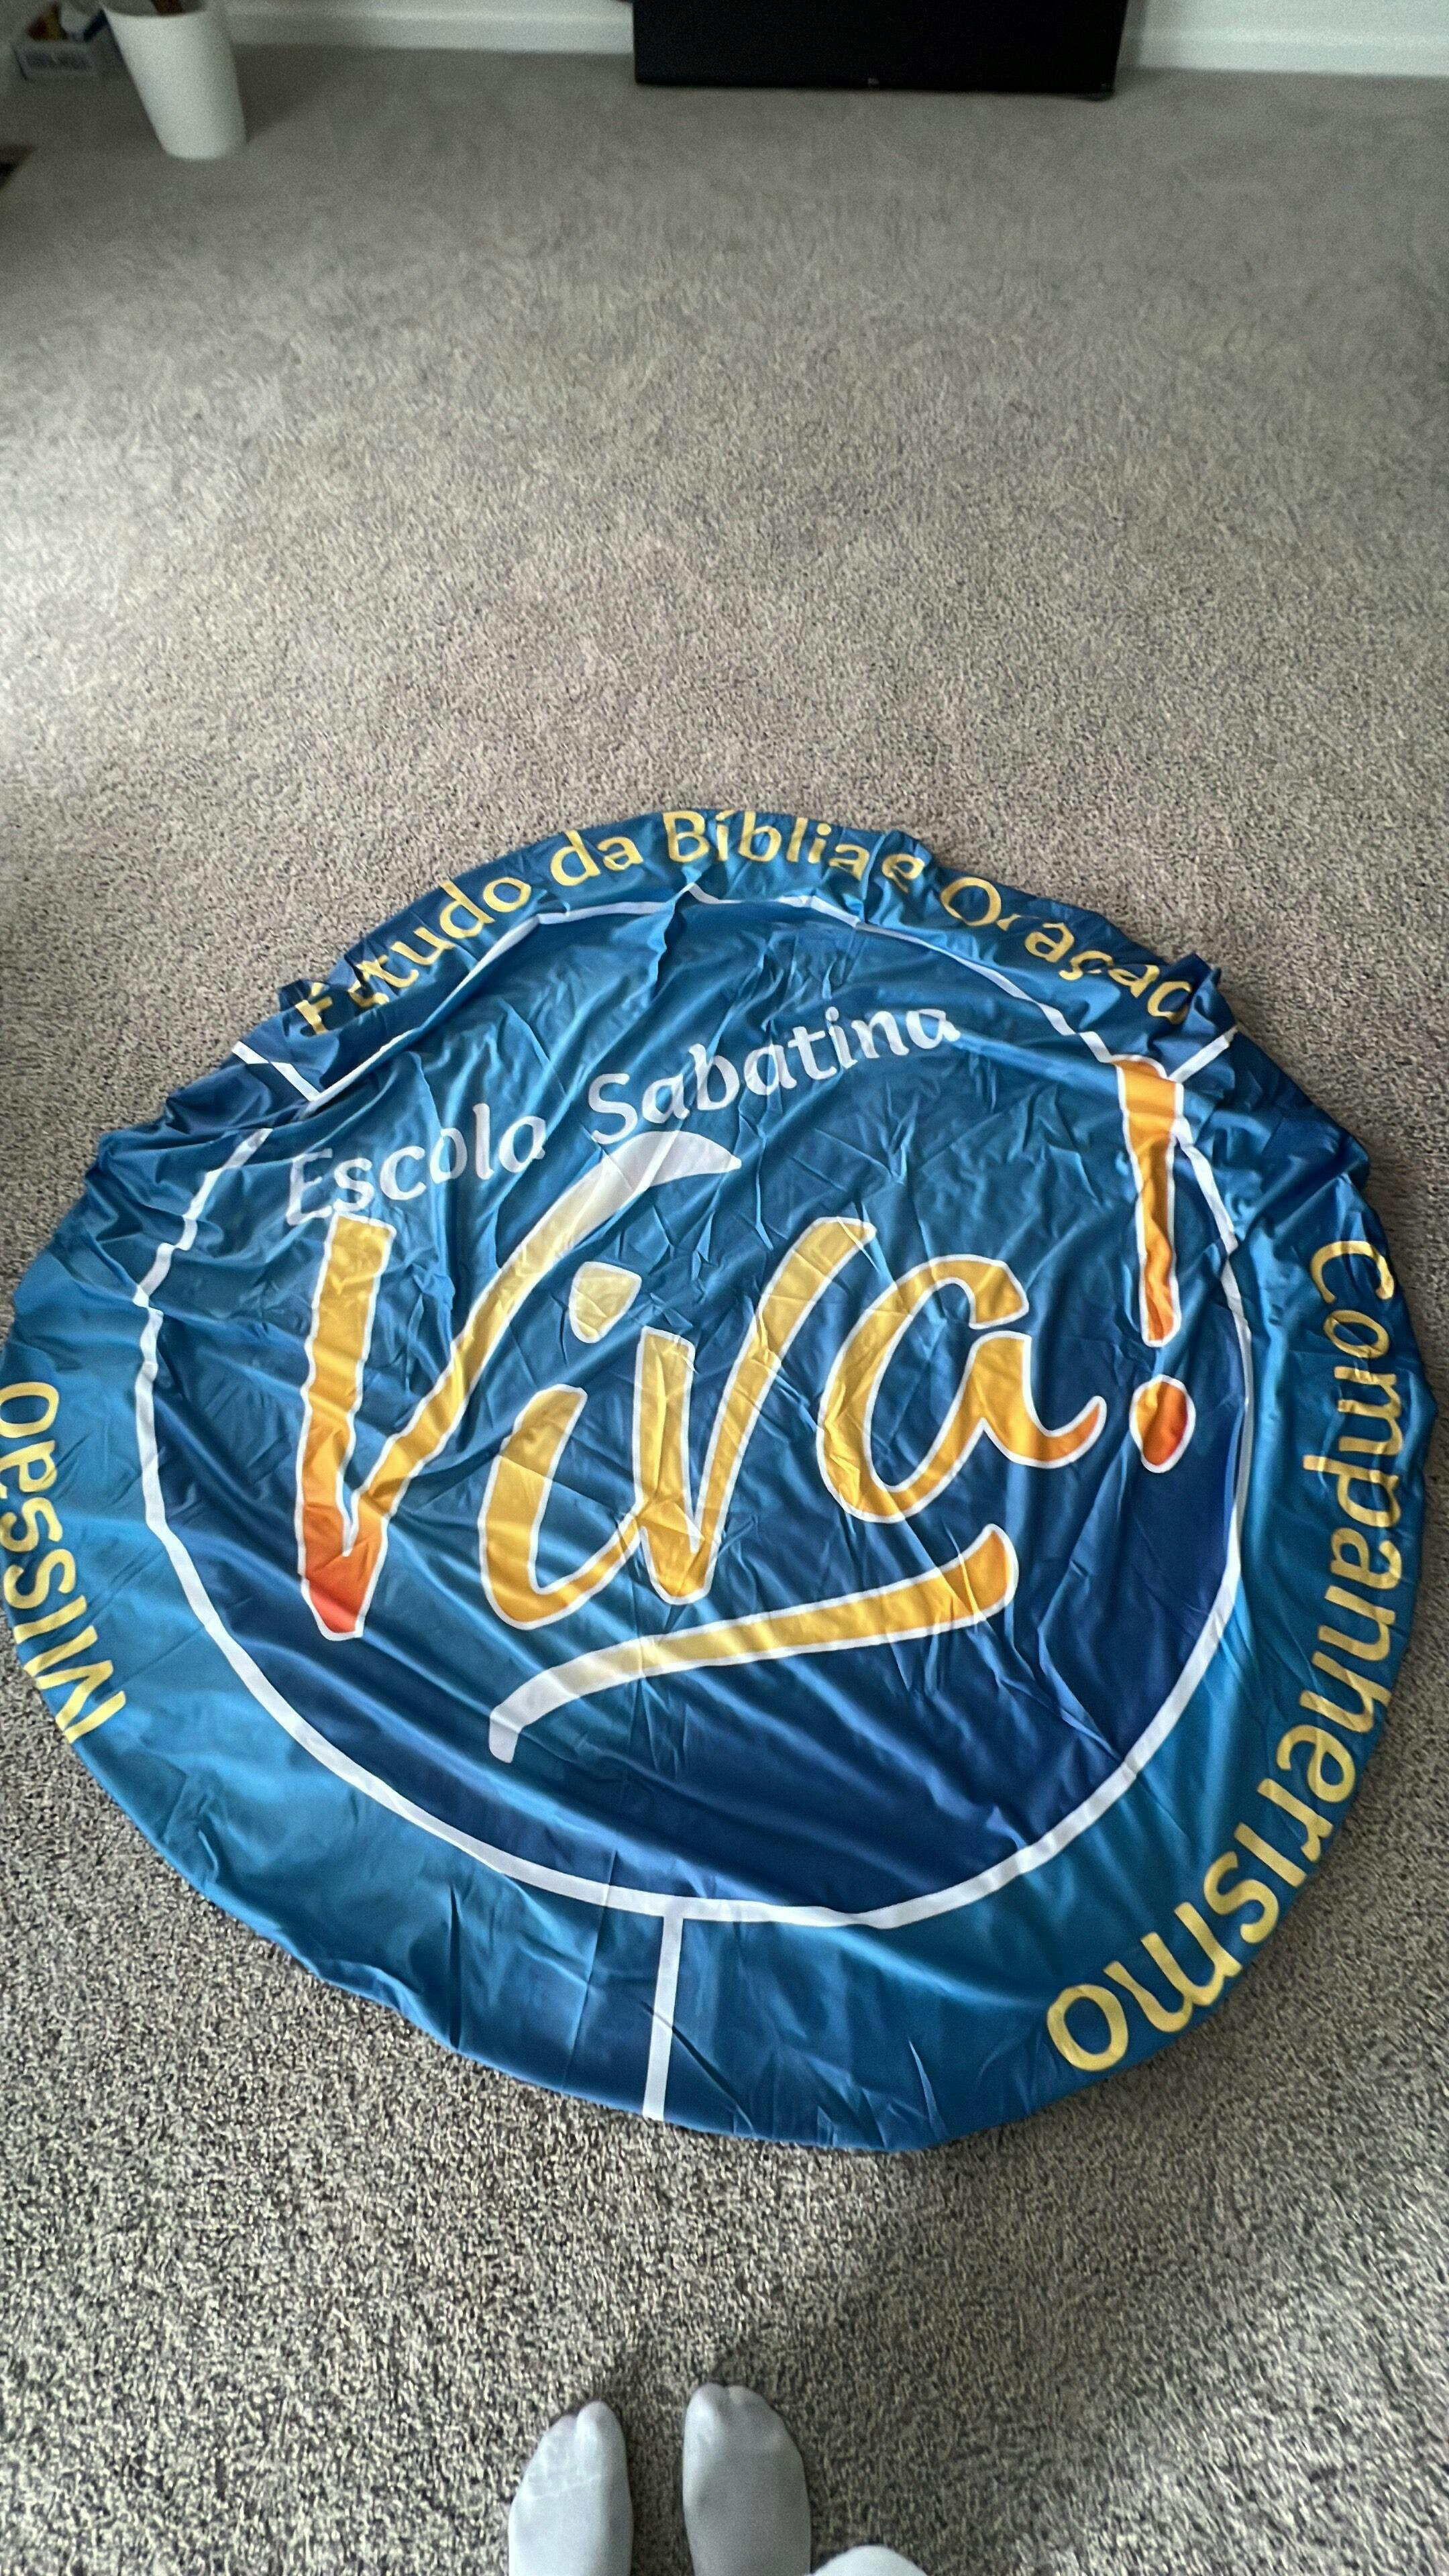 Estudo da Bíblia e Oração
Escola Sabatina
Viva!
Companheirismo
Missão